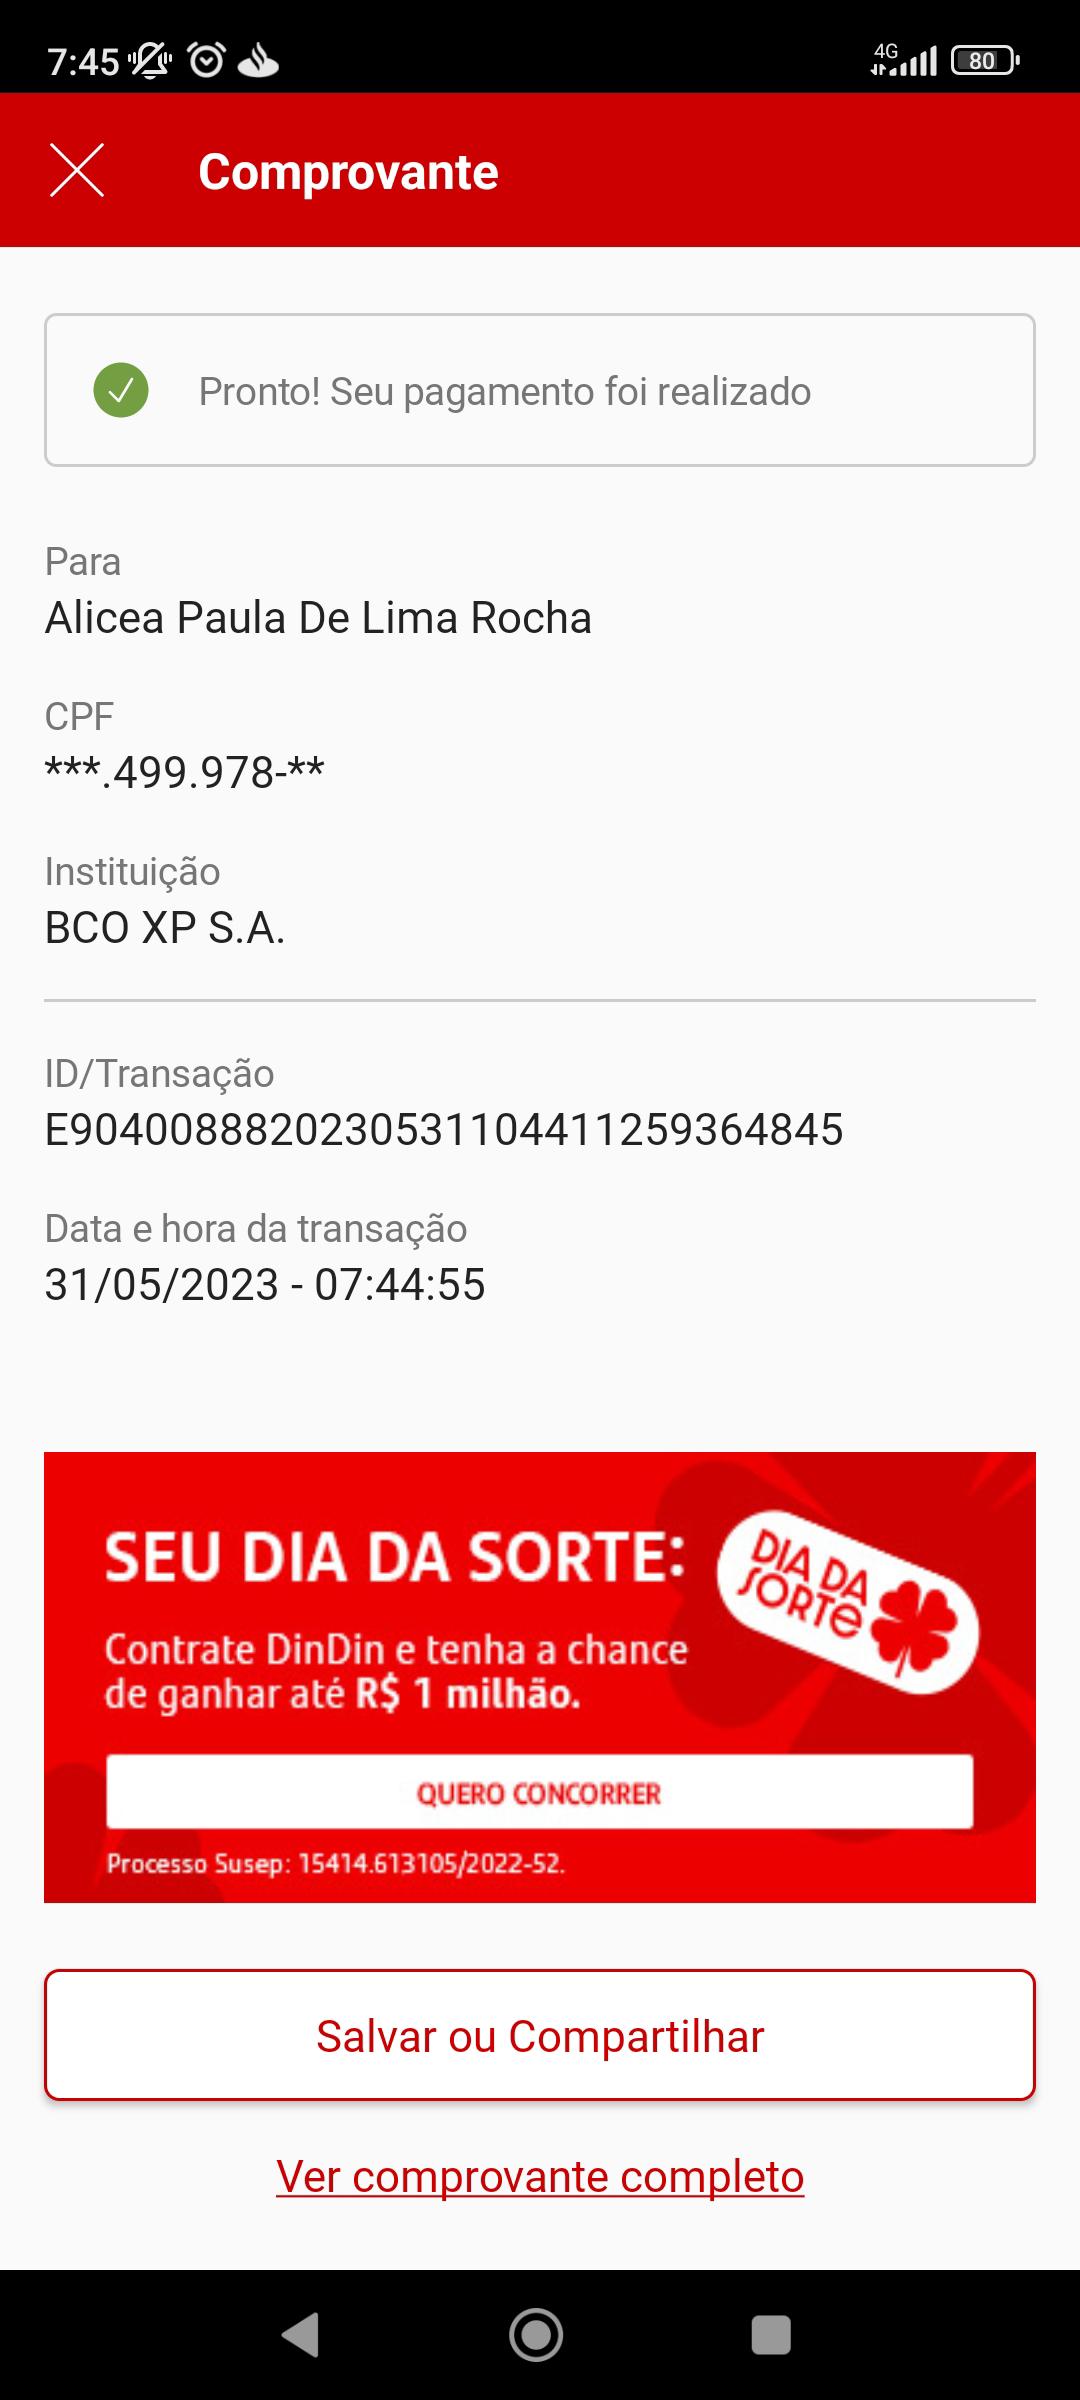 7:45
4G
80
Comprovante
Pronto! Seu pagamento foi realizado
Para
Alicea Paula De Lima Rocha
CPF
***.499.978-**
Instituição
BCO XP S.A.
ID/Transação
E9040088820230531104411259364845
Data e hora da transação
31/05/2023 - 07:44:55
SEU DIA DA SORTE:
DIA DA
SORTE
Contrate DinDin e tenha a chance
de ganhar até R$ 1 milhão.
QUERO CONCORRER
Processo Susep: 15414.613105/2022-52.
Salvar ou Compartilhar
Ver comprovante completo